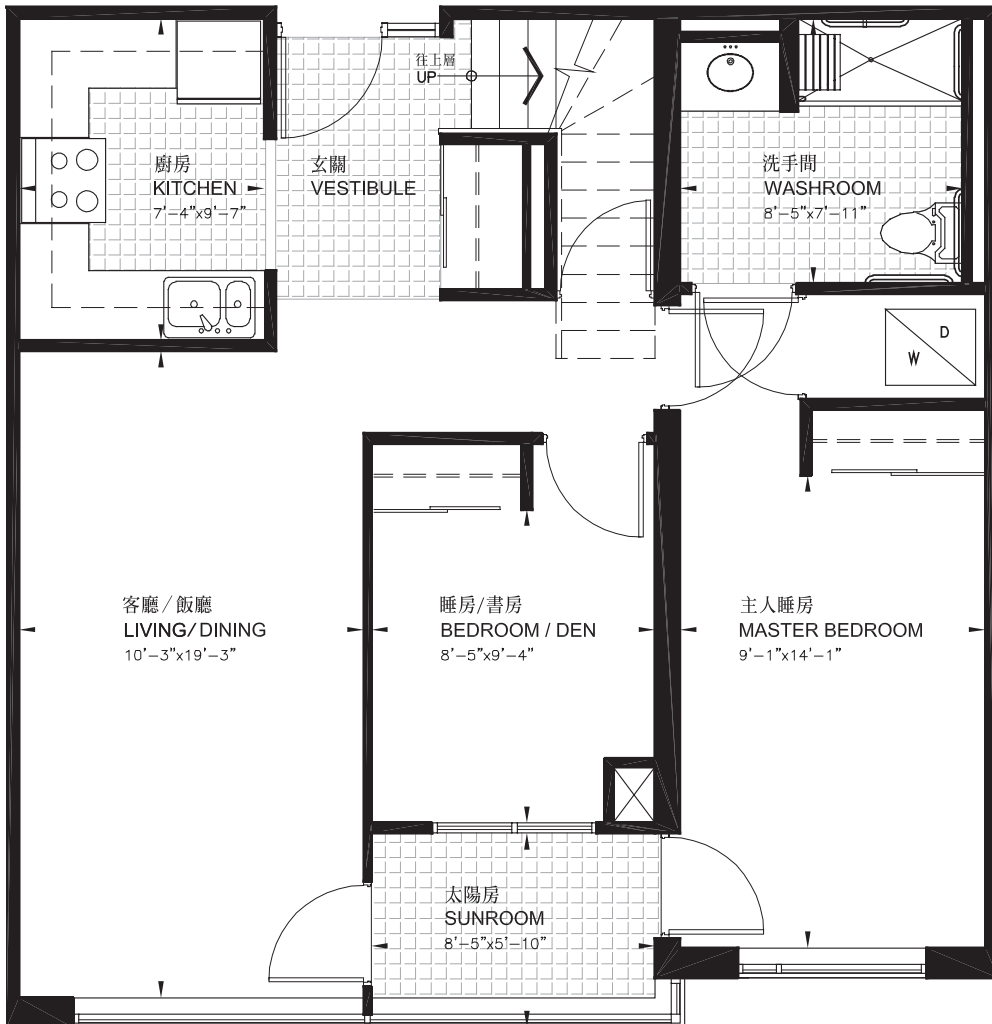 往上層
UP
廚房
KITCHEN
7'-4"x9'-7"
玄關
VESTIBULE
洗手間
WASHROOM
8'-5"x7'-11"
D
W
客廳/飯廳
LIVING/DINING
10'-3"x19'-3"
睡房/書房
BEDROOM / DEN
8'-5"x9'-4"
主人睡房
MASTER BEDROOM
9'-1"x14'-1"
太陽房
SUNROOM
8'-5"x5'-10"